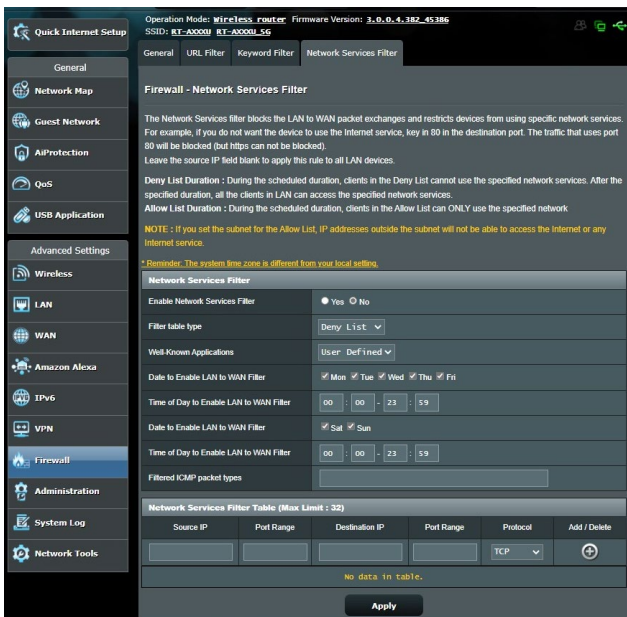 Operation Mode: Wireless router Firmware Version: 3.0.0.4.382_45386
SSID: RT-AXXXU RT-AXXXU_5G
Quick Internet Setup
General
Network Map
Guest Network
AiProtection
QoS
USB Application
Advanced Settings
Wireless
LAN
WAN
Amazon Alexa
IPv6
VPN
Firewall
Administration
System Log
Network Tools
General URL Filter Keyword Filter Network Services Filter
Firewall - Network Services Filter
The Network Services filter blocks the LAN to WAN packet exchanges and restricts devices from using specific network services.
For example, if you do not want the device to use the Internet service, key in 80 in the destination port. The traffic that uses port
80 will be blocked (but https can not be blocked).
Leave the source IP field blank to apply this rule to all LAN devices.
Deny List Duration : During the scheduled duration, clients in the Deny List cannot use the specified network services. After the
specified duration, all the clients in LAN can access the specified network services.
Allow List Duration : During the scheduled duration, clients in the Allow List can ONLY use the specified network
NOTE : If you set the subnet for the Allow List, IP addresses outside the subnet will not be able to access the Internet or any
Internet service.
* Reminder: The system time zone is different from your local setting.
Network Services Filter
Enable Network Services Filter Yes No
Filter table type Deny List
Well-Known Applications User Defined
Date to Enable LAN to WAN Filter Mon Tue Wed Thu Fri
Time of Day to Enable LAN to WAN Filter 00 : 00 - 23 : 59
Date to Enable LAN to WAN Filter Sat Sun
Time of Day to Enable LAN to WAN Filter 00 : 00 - 23 : 59
Filtered ICMP packet types
Network Services Filter Table (Max Limit : 32)
Source IP Port Range Destination IP Port Range Protocol Add / Delete
TCP
No data in table.
Apply